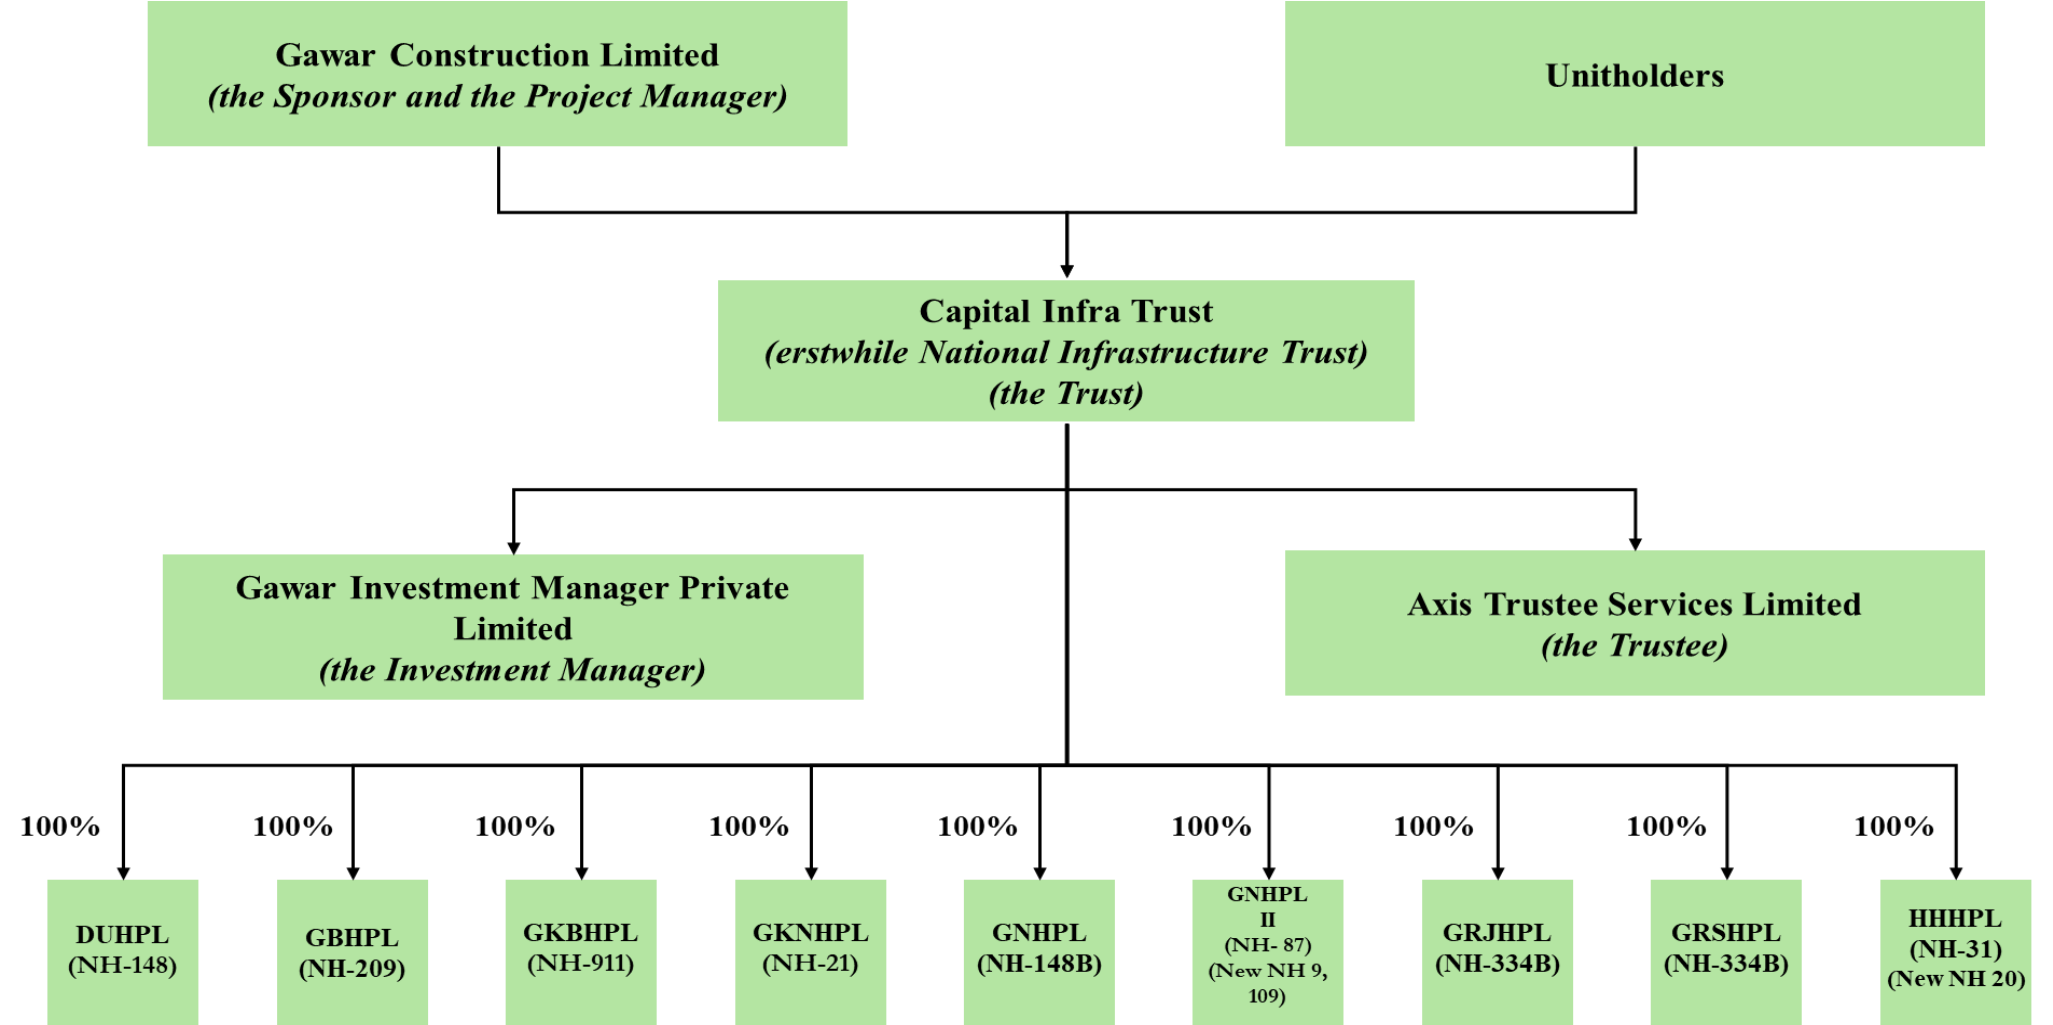 Gawar Construction Limited
(the Sponsor and the Project Manager)
Unitholders
Capital Infra Trust
(erstwhile National Infrastructure Trust)
(the Trust)
Gawar Investment Manager Private
Limited
(the Investment Manager)
Axis Trustee Services Limited
(the Trustee)
100%
100%
100%
100%
100%
100%
100%
100%
100%
DUHPL
(NH-148)
GBHPL
(NH-209)
GKBHPL
(NH-911)
GKNHPL
(NH-21)
GNHPL
(NH-148B)
GNHPL
II
(NH- 87)
(New NH 9,
109)
GRJHPL
(NH-334B)
GRSHPL
(NH-334B)
HHHPL
(NH-31)
(New NH 20)